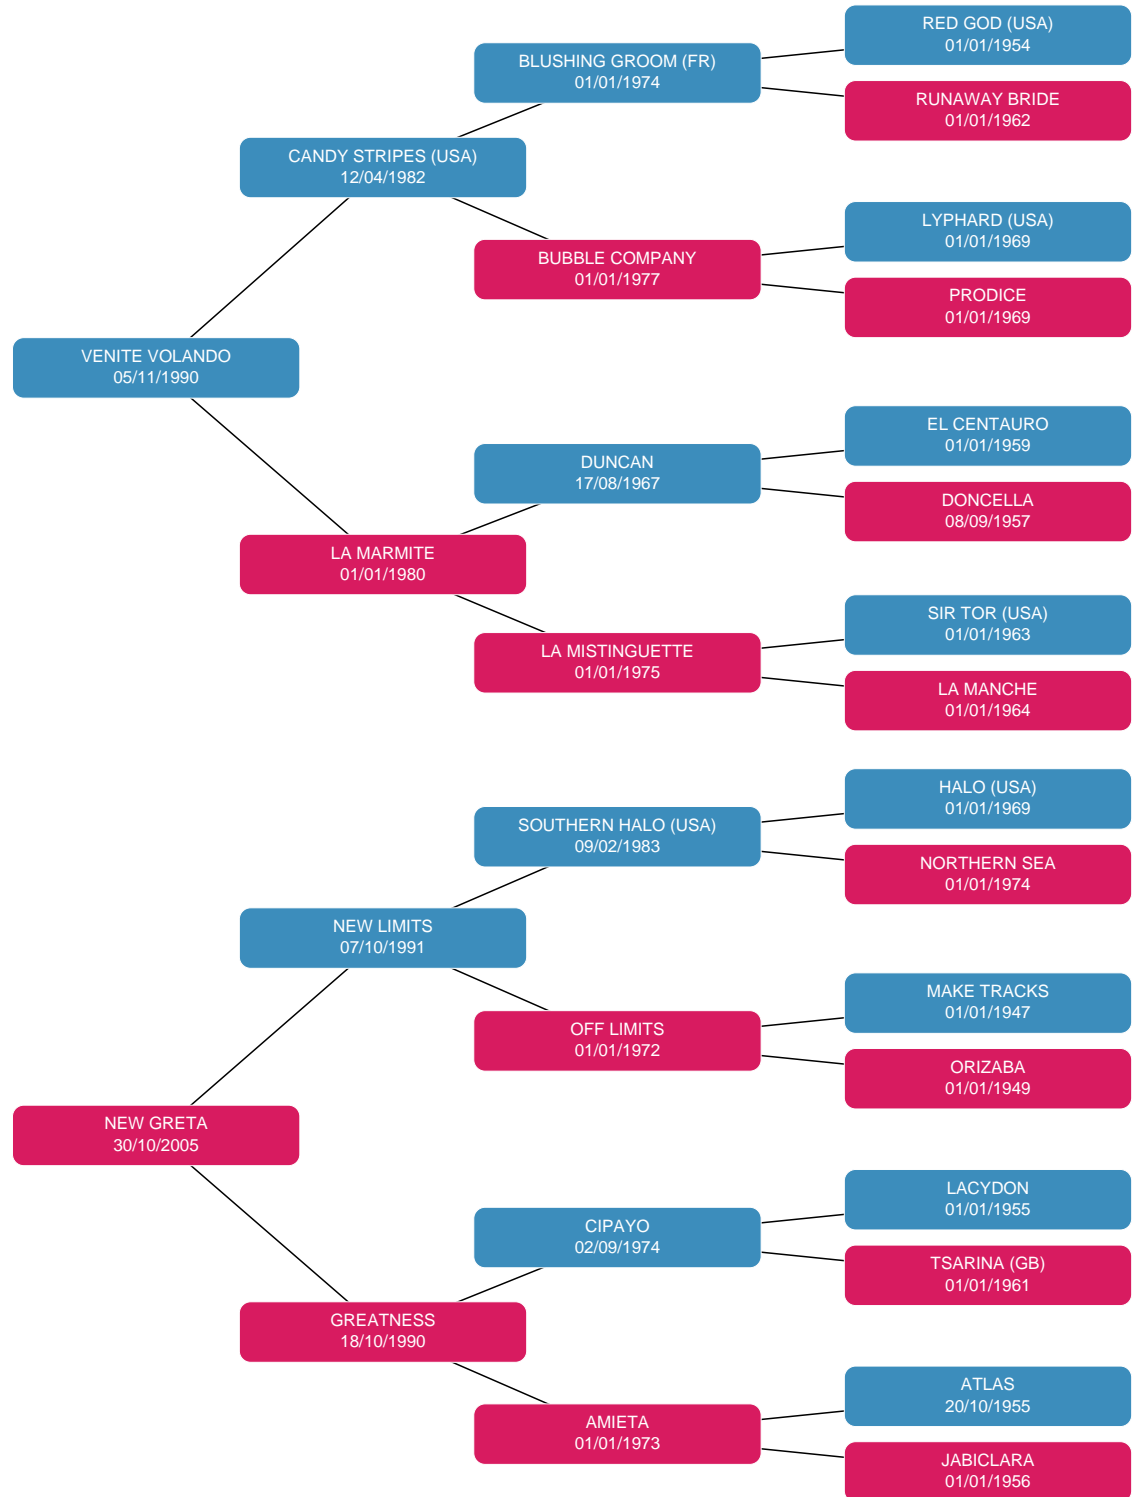 RED GOD (USA)
01/01/1954
BLUSHING GROOM (FR)
01/01/1974
RUNAWAY BRIDE
01/01/1962
CANDY STRIPES (USA)
12/04/1982
LYPHARD (USA)
01/01/1969
BUBBLE COMPANY
01/01/1977
PRODICE
01/01/1969
VENITE VOLANDO
05/11/1990
EL CENTAURO
01/01/1959
DUNCAN
17/08/1967
DONCELLA
08/09/1957
LA MARMITE
01/01/1980
SIR TOR (USA)
01/01/1963
LA MISTINGUETTE
01/01/1975
LA MANCHE
01/01/1964
HALO (USA)
01/01/1969
SOUTHERN HALO (USA)
09/02/1983
NORTHERN SEA
01/01/1974
NEW LIMITS
07/10/1991
MAKE TRACKS
01/01/1947
OFF LIMITS
01/01/1972
ORIZABA
01/01/1949
NEW GRETA
30/10/2005
LACYDON
01/01/1955
CIPAYO
02/09/1974
TSARINA (GB)
01/01/1961
GREATNESS
18/10/1990
ATLAS
20/10/1955
AMIETA
01/01/1973
JABICLARA
01/01/1956